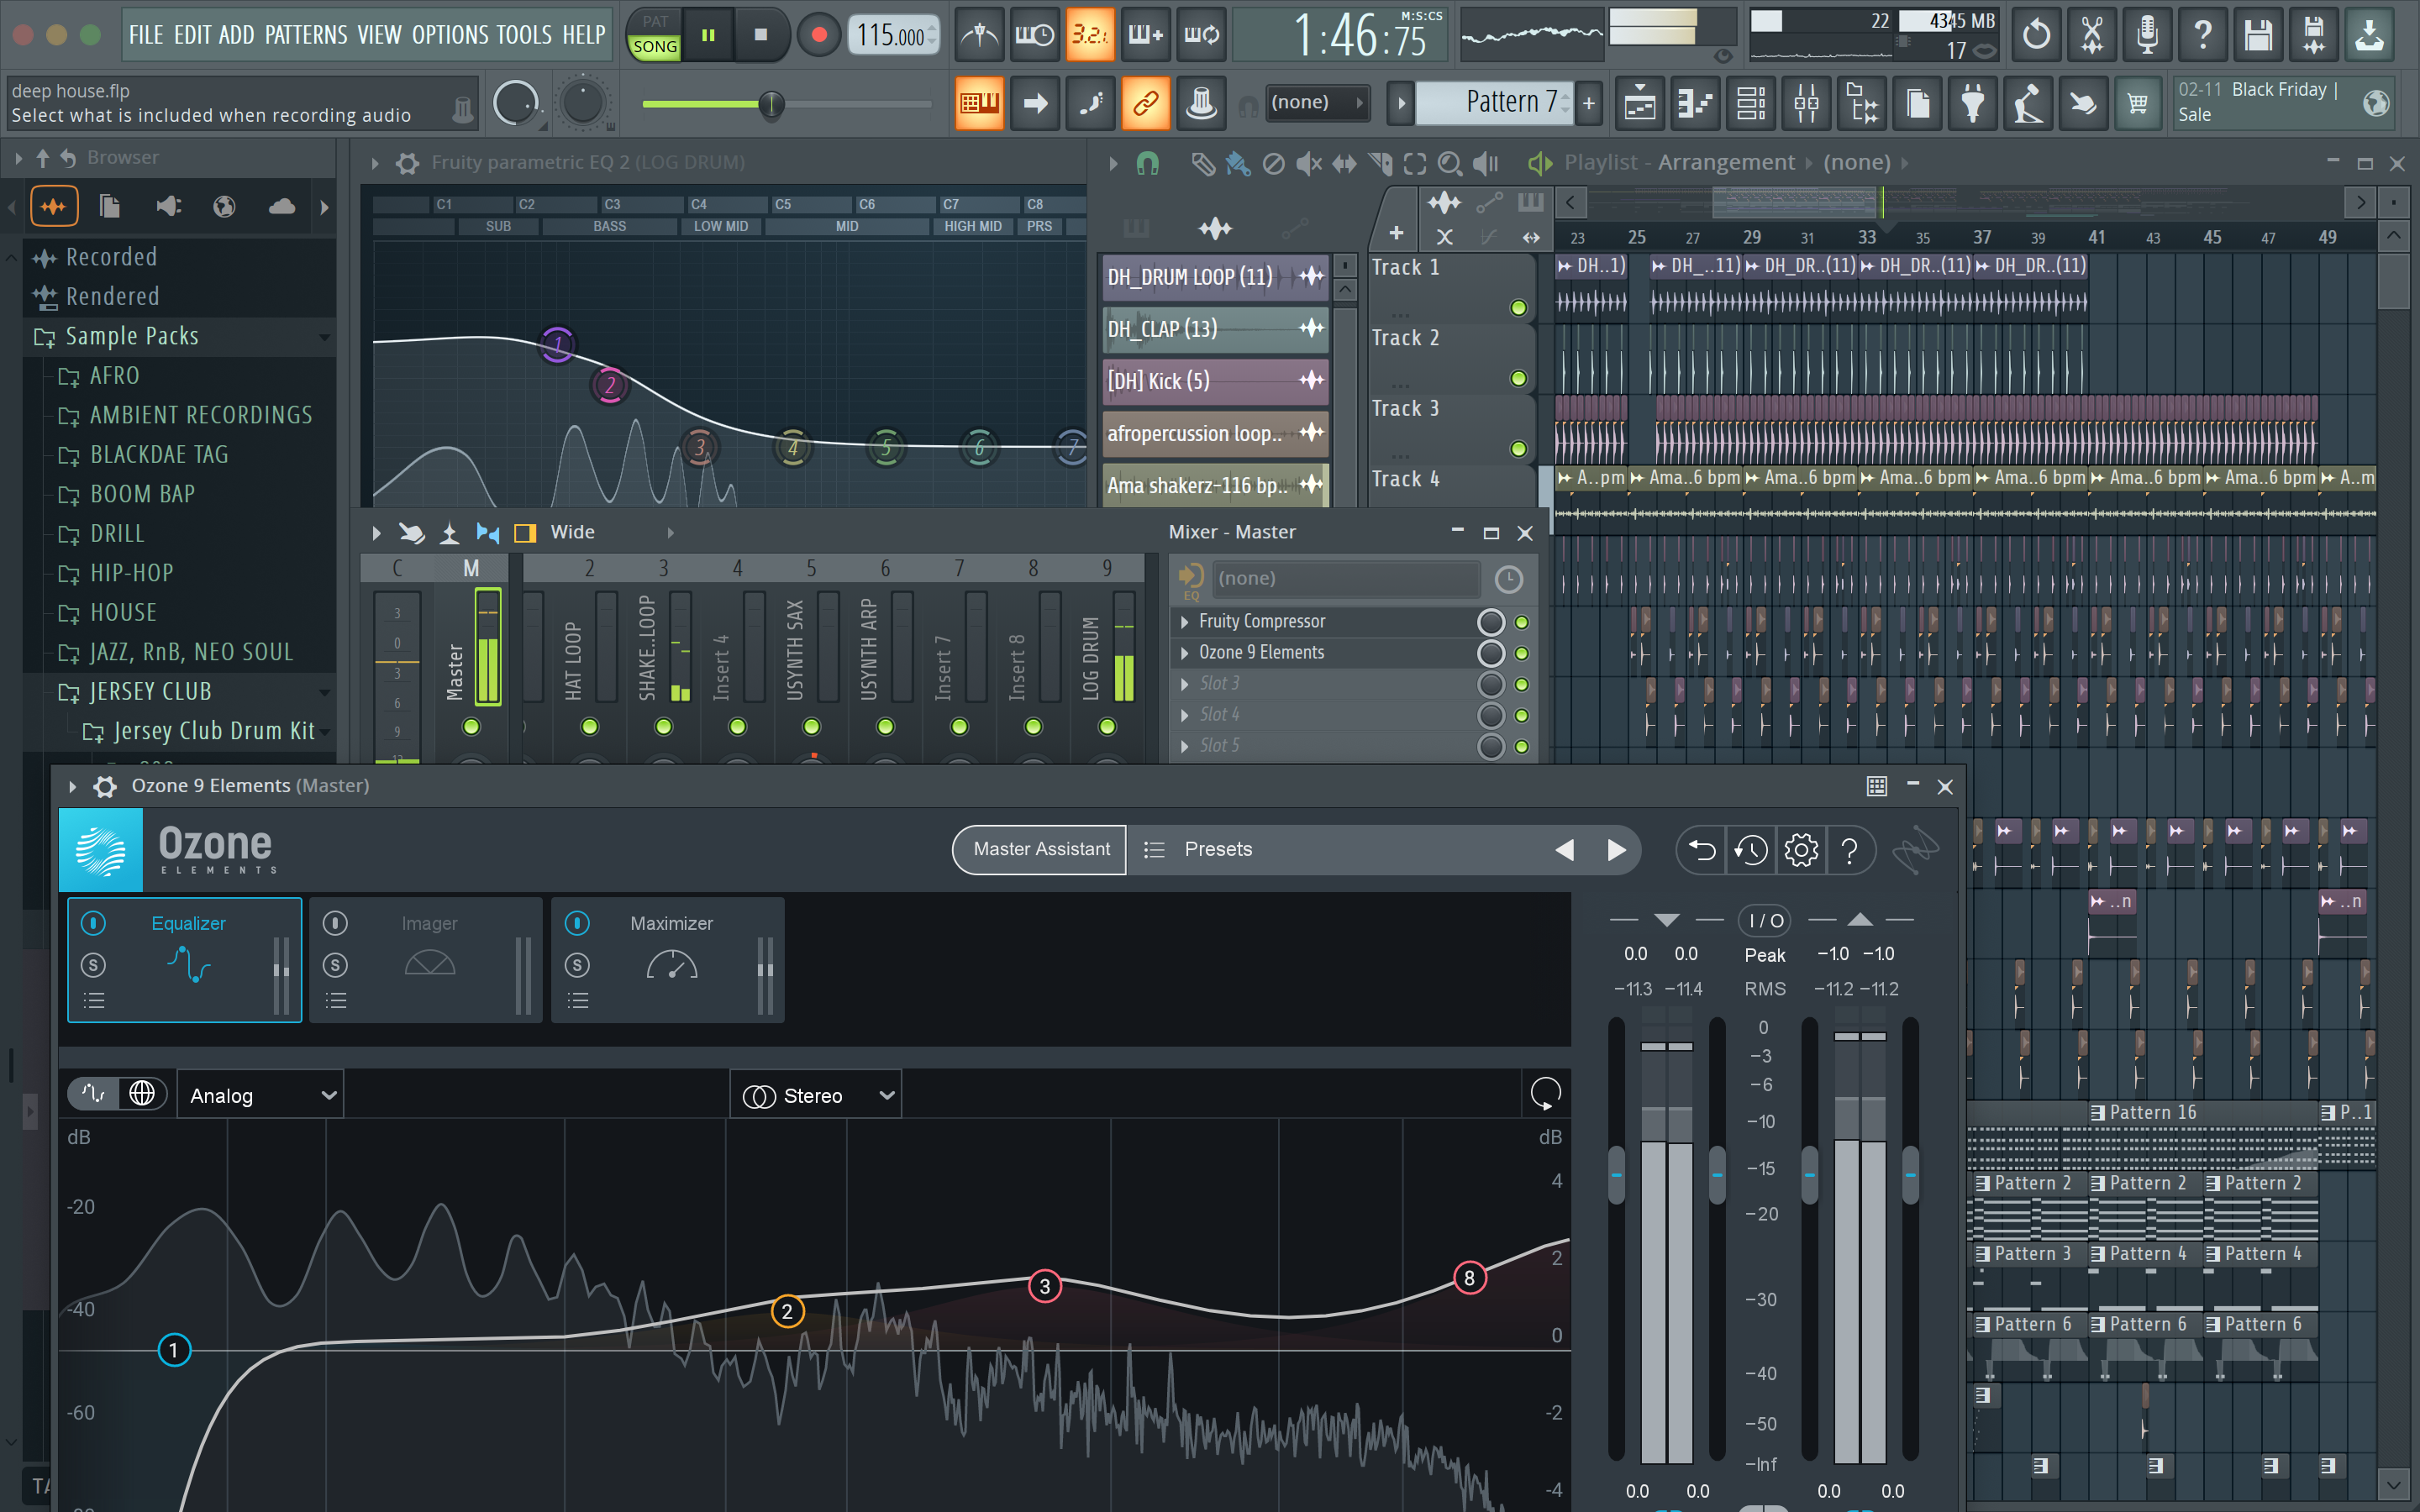 FILE EDIT ADD PATTERNS VIEW OPTIONS TOOLS HELP
PAT
SONG
115.000
3.2.
1:46:75
M:S:CS
22
4345 MB
17
deep house.flp
Select what is included when recording audio
(none)
Pattern 7
02-11 Black Friday |
Sale
Browser
Recorded
Rendered
Sample Packs
AFRO
AMBIENT RECORDINGS
BLACKDAE TAG
BOOM BAP
DRILL
HIP-HOP
HOUSE
JAZZ, RnB, NEO SOUL
JERSEY CLUB
Jersey Club Drum Kit
Fruity parametric EQ 2 (LOG DRUM)
C1 C2 C3 C4 C5 C6 C7 C8
SUB BASS LOW MID MID HIGH MID PRS
1 2 3 4 5 6 7
Playlist - Arrangement (none)
23 25 27 29 31 33 35 37 39 41 43 45 47 49
DH_DRUM LOOP (11)
DH_CLAP (13)
[DH] Kick (5)
afropercussion loop..
Ama shakerz-116 bp..
Track 1
Track 2
Track 3
Track 4
DH..1) DH_..11) DH_DR..(11) DH_DR..(11) DH_DR..(11)
A..pm Ama..6 bpm Ama..6 bpm Ama..6 bpm Ama..6 bpm Ama..6 bpm Ama..6 bpm A..m
..n ..n
Pattern 16 P..1
Pattern 2 Pattern 2 Pattern 2
Pattern 3 Pattern 4 Pattern 4
Pattern 6 Pattern 6 Pattern 6
Wide
C M 2 3 4 5 6 7 8 9
3
0
3
6
9
Master
HAT LOOP
SHAKE..LOOP
Insert 4
USYNTH SAX
USYNTH ARP
Insert 7
Insert 8
LOG DRUM
Mixer - Master
(none)
EQ
Fruity Compressor
Ozone 9 Elements
Slot 3
Slot 4
Slot 5
Ozone 9 Elements (Master)
Ozone
ELEMENTS
Master Assistant
Presets
?
Equalizer
S
Imager
S
Maximizer
S
I / O
0.0 0.0 Peak -1.0 -1.0
-11.3 -11.4 RMS -11.2 -11.2
0
-3
-6
-10
-15
-20
-30
-40
-50
-Inf
0.0 0.0 0.0 0.0
Analog
Stereo
dB
-20
-40
-60
dB
4
2
0
-2
-4
1 2 3 8